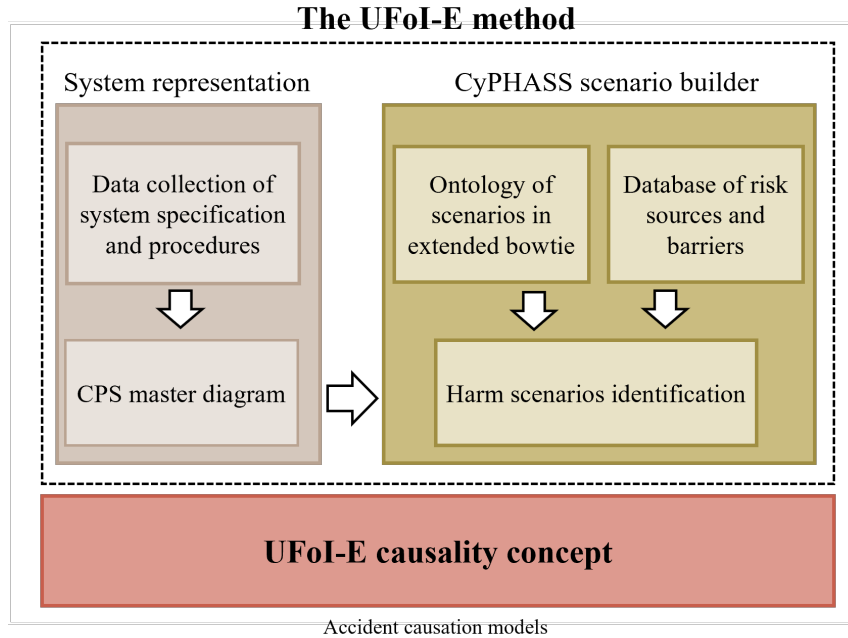 The UFoI-E method
System representation
CyPHASS scenario builder
Data collection of
system specification
and procedures
Ontology of
scenarios in
extended bowtie
Database of risk
sources and
barriers
CPS master diagram
Harm scenarios identification
UFoI-E causality concept
Accident causation models